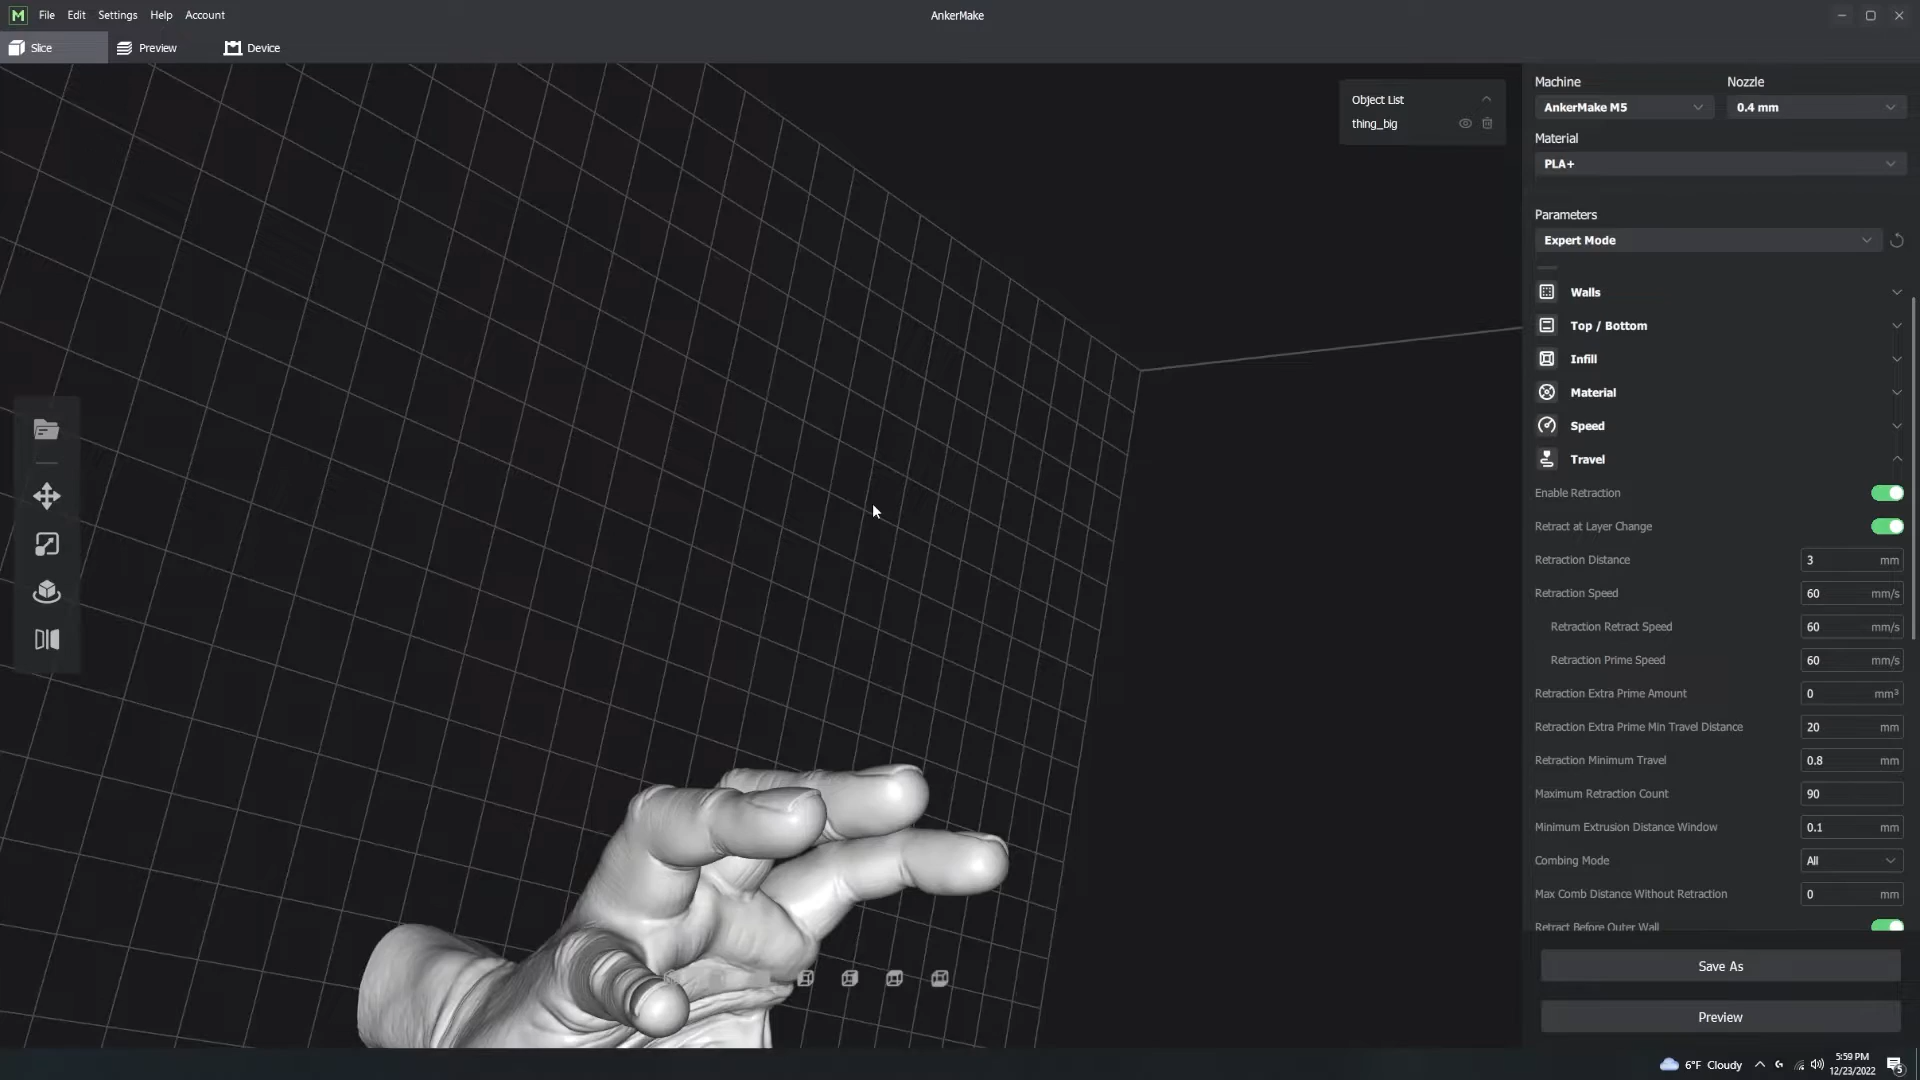 File Edit Settings Help Account
AnkerMake
Slice
Preview
Device
Object List
thing_big
Machine
Nozzle
AnkerMake M5
0.4 mm
Material
PLA+
Parameters
Expert Mode
Walls
Top / Bottom
Infill
Material
Speed
Travel
Enable Retraction
Retract at Layer Change
Retraction Distance 3 mm
Retraction Speed 60 mm/s
Retraction Retract Speed 60 mm/s
Retraction Prime Speed 60 mm/s
Retraction Extra Prime Amount 0 mm³
Retraction Extra Prime Min Travel Distance 20 mm
Retraction Minimum Travel 0.8 mm
Maximum Retraction Count 90
Minimum Extrusion Distance Window 0.1 mm
Combing Mode All
Max Comb Distance Without Retraction 0 mm
Retract Before Outer Wall
Save As
Preview
6°F Cloudy
5:59 PM
12/23/2022
5